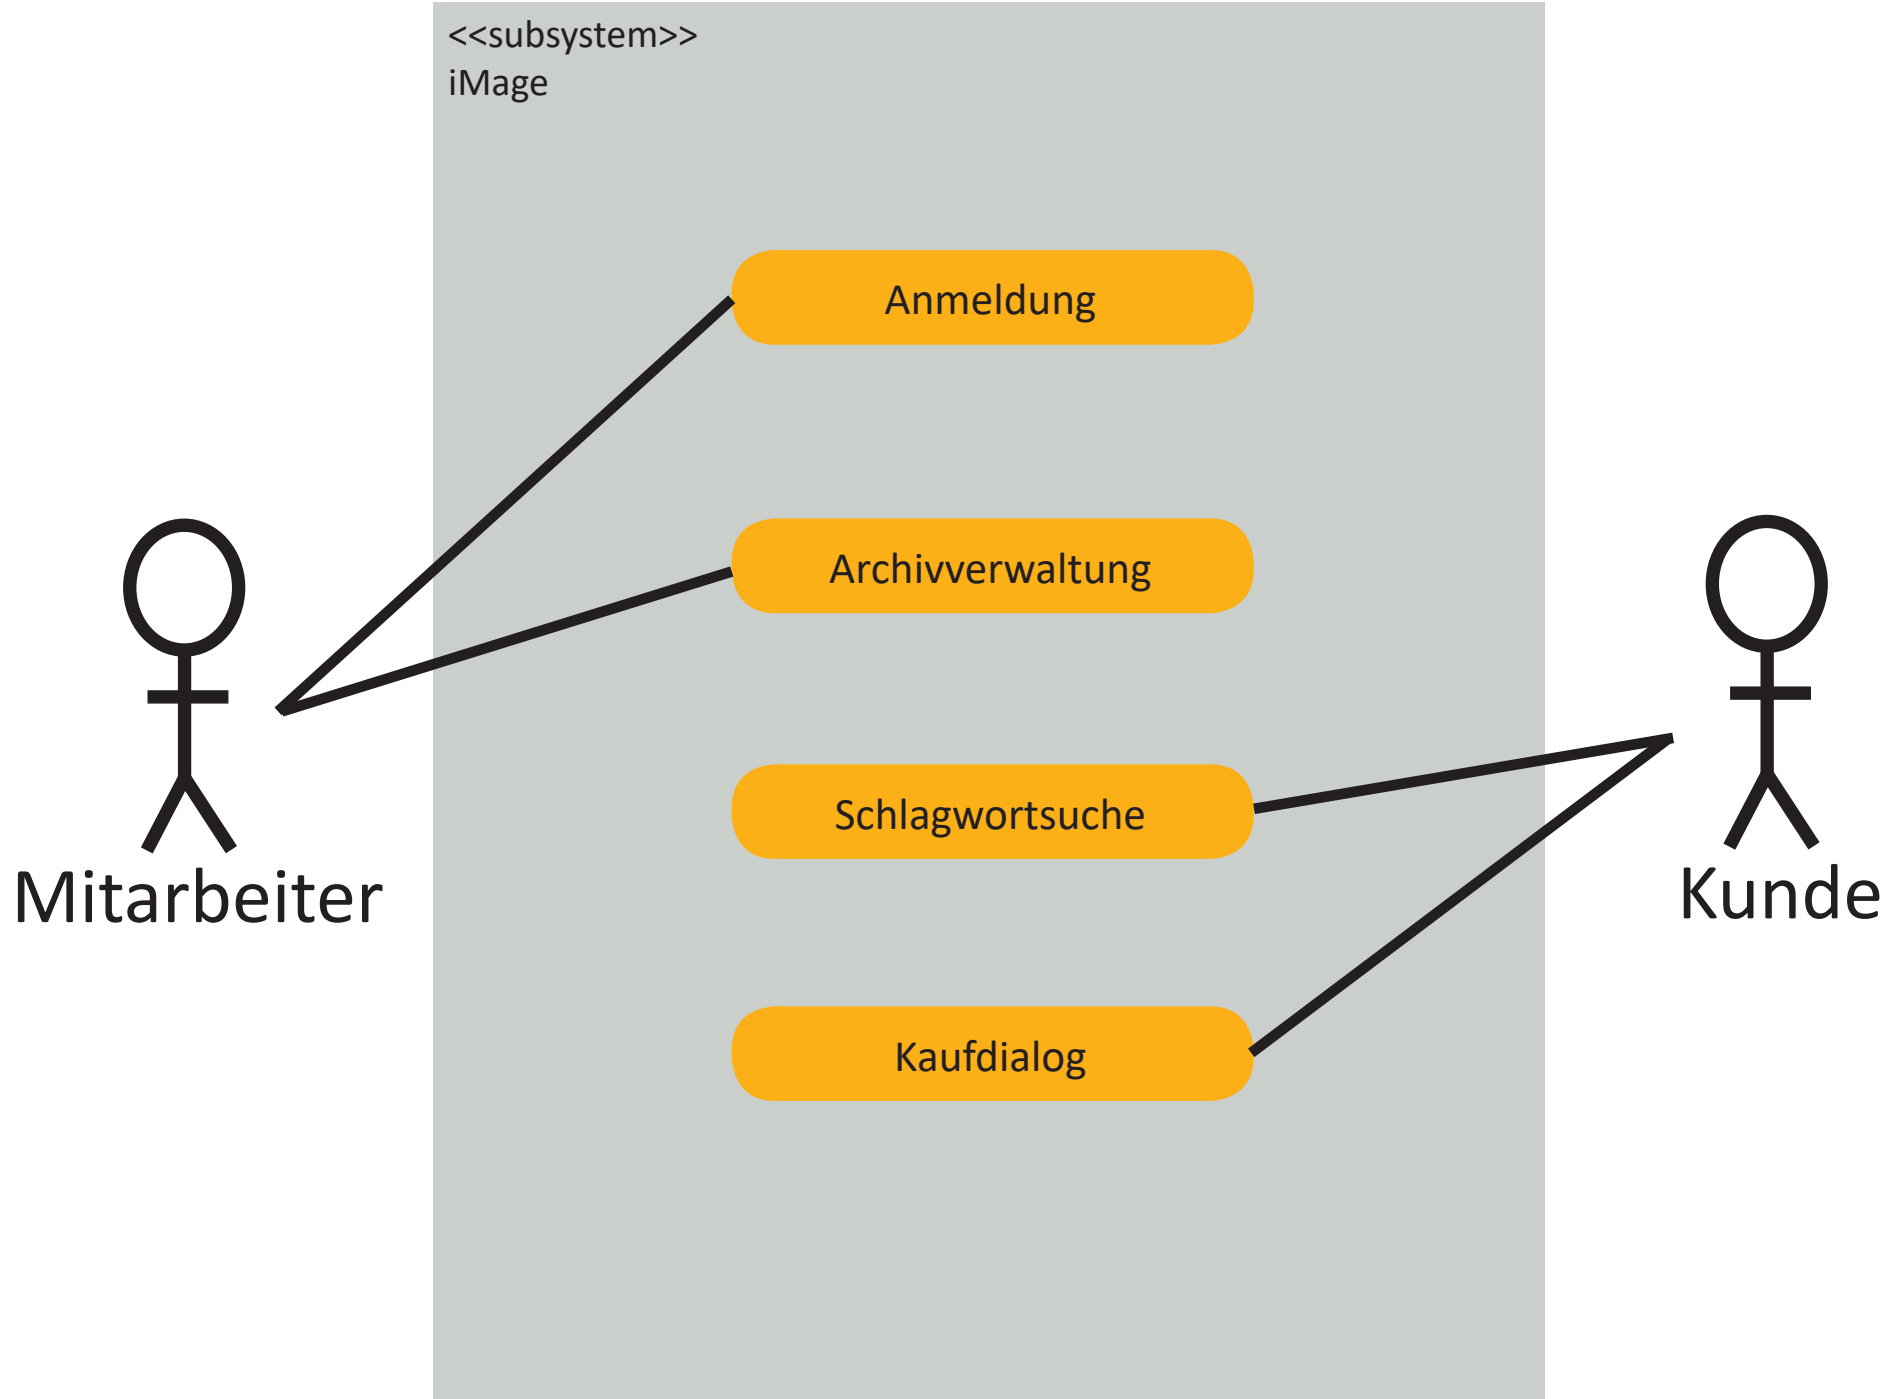 <<subsystem>>
iMage
Anmeldung
Archivverwaltung
Schlagwortsuche
Kaufdialog
Mitarbeiter
Kunde